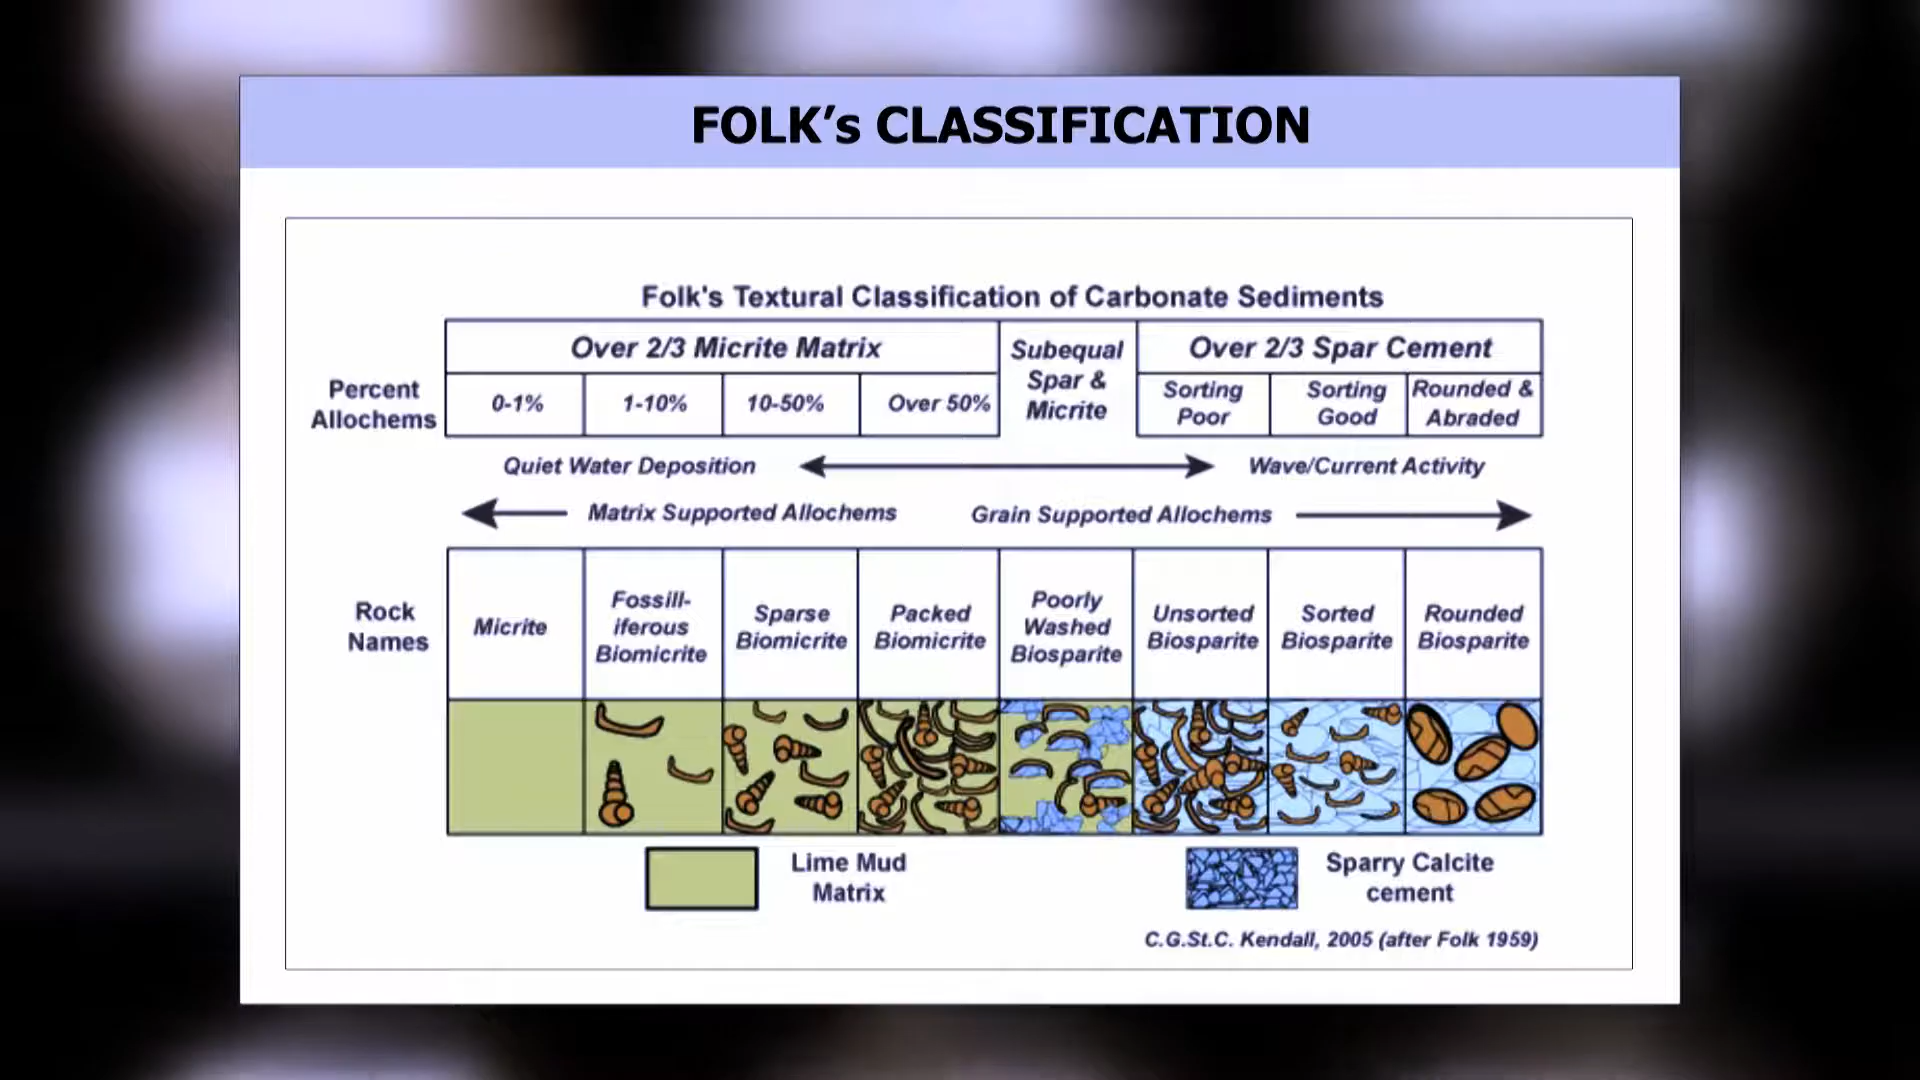 FOLK’s CLASSIFICATION
Folk's Textural Classification of Carbonate Sediments
Over 2/3 Micrite Matrix
Subequal
Spar &
Micrite
Over 2/3 Spar Cement
Percent
Allochems
0-1%
1-10%
10-50%
Over 50%
Sorting
Poor
Sorting
Good
Rounded &
Abraded
Quiet Water Deposition
Wave/Current Activity
Matrix Supported Allochems
Grain Supported Allochems
Rock
Names
Micrite
Fossill-
iferous
Biomicrite
Sparse
Biomicrite
Packed
Biomicrite
Poorly
Washed
Biosparite
Unsorted
Biosparite
Sorted
Biosparite
Rounded
Biosparite
Lime Mud
Matrix
Sparry Calcite
cement
C.G.St.C. Kendall, 2005 (after Folk 1959)